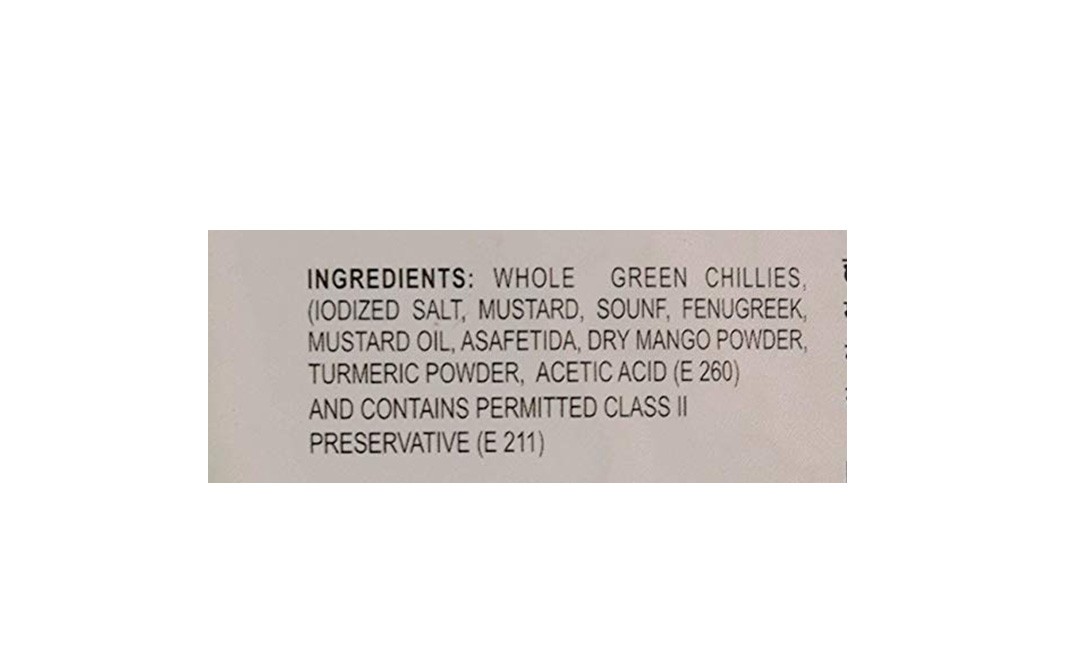 INGREDIENTS: WHOLE GREEN CHILLIES,
(IODIZED SALT, MUSTARD, SOUNF, FENUGREEK,
MUSTARD OIL, ASAFETIDA, DRY MANGO POWDER,
TURMERIC POWDER, ACETIC ACID (E 260)
AND CONTAINS PERMITTED CLASS II
PRESERVATIVE (E 211)